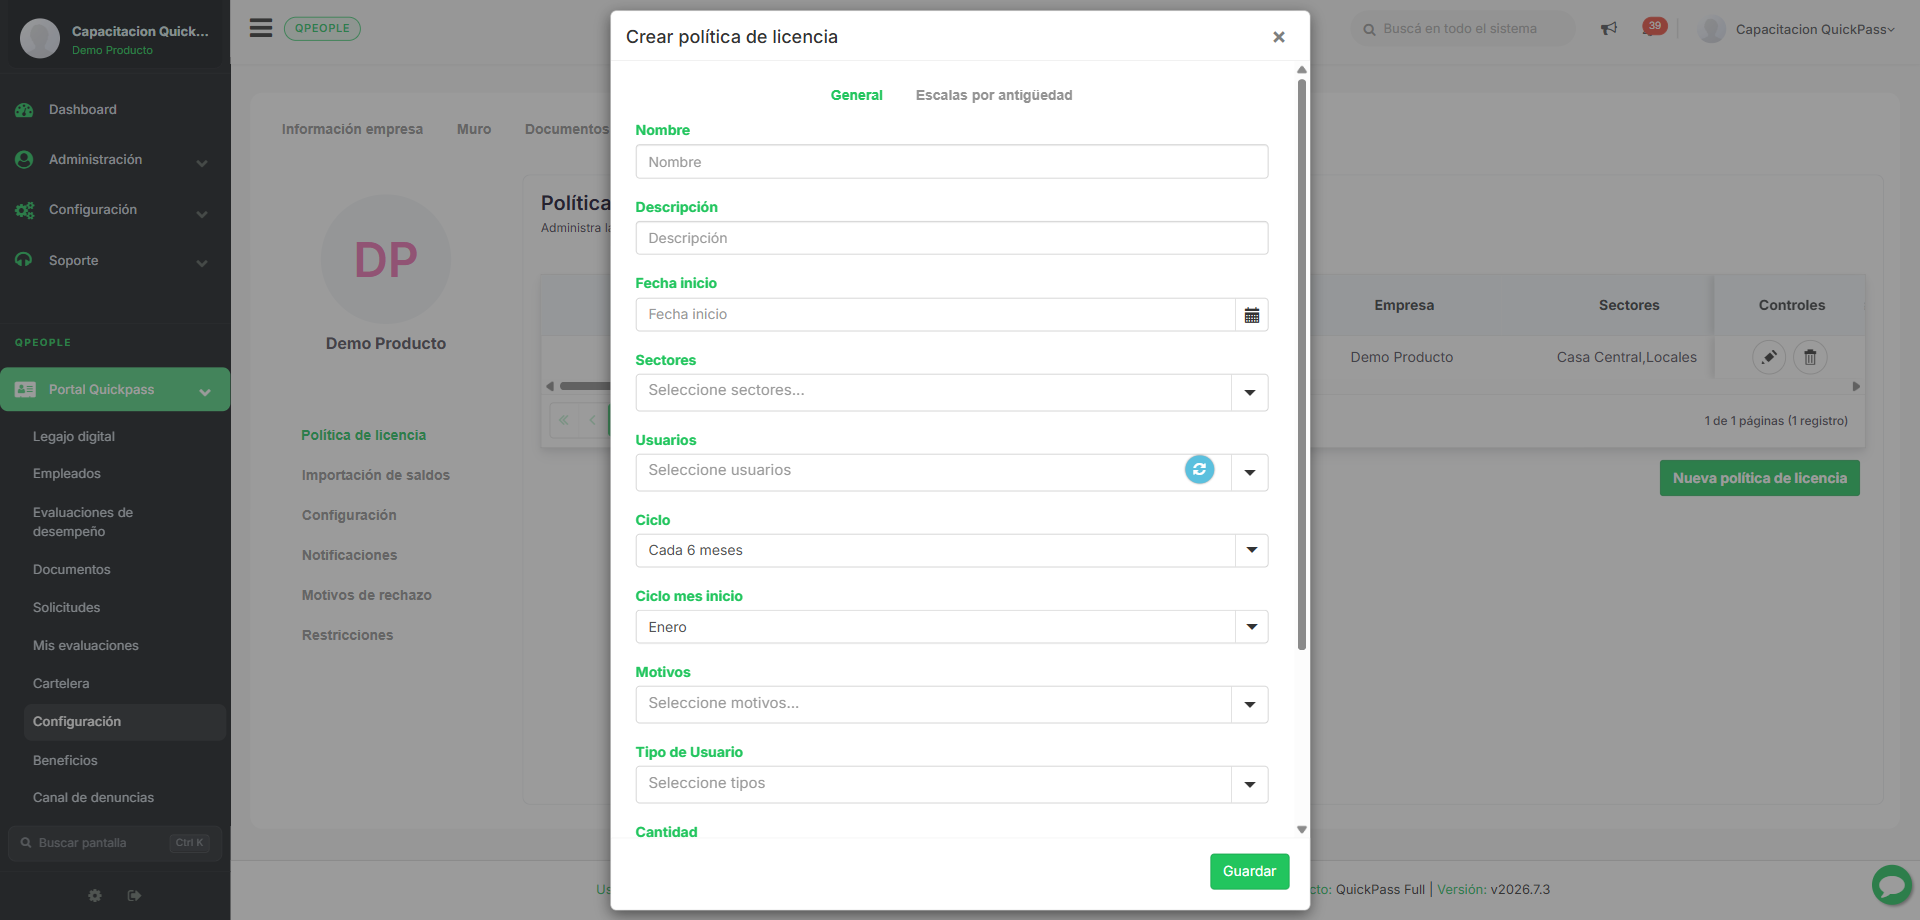 Capacitacion Quick...
Demo Producto
Dashboard
Administración
Configuración
Soporte
QPEOPLE
Portal Quickpass
Legajo digital
Empleados
Evaluaciones de
desempeño
Documentos
Solicitudes
Mis evaluaciones
Cartelera
Configuración
Beneficios
Canal de denuncias
Buscar pantalla
Ctrl K
QPEOPLE
Buscá en todo el sistema
39
Capacitacion QuickPass
Información empresa
Muro
Documentos
DP
Demo Producto
Política de licencia
Importación de saldos
Configuración
Notificaciones
Motivos de rechazo
Restricciones
Política
Administra
Empresa
Sectores
Controles
Demo Producto
Casa Central,Locales
1 de 1 páginas (1 registro)
Nueva política de licencia
Crear política de licencia
General
Escalas por antigüedad
Nombre
Nombre
Descripción
Descripción
Fecha inicio
Fecha inicio
Sectores
Seleccione sectores...
Usuarios
Seleccione usuarios
Ciclo
Cada 6 meses
Ciclo mes inicio
Enero
Motivos
Seleccione motivos...
Tipo de Usuario
Seleccione tipos
Cantidad
Guardar
QuickPass Full | Versión: v2026.7.3